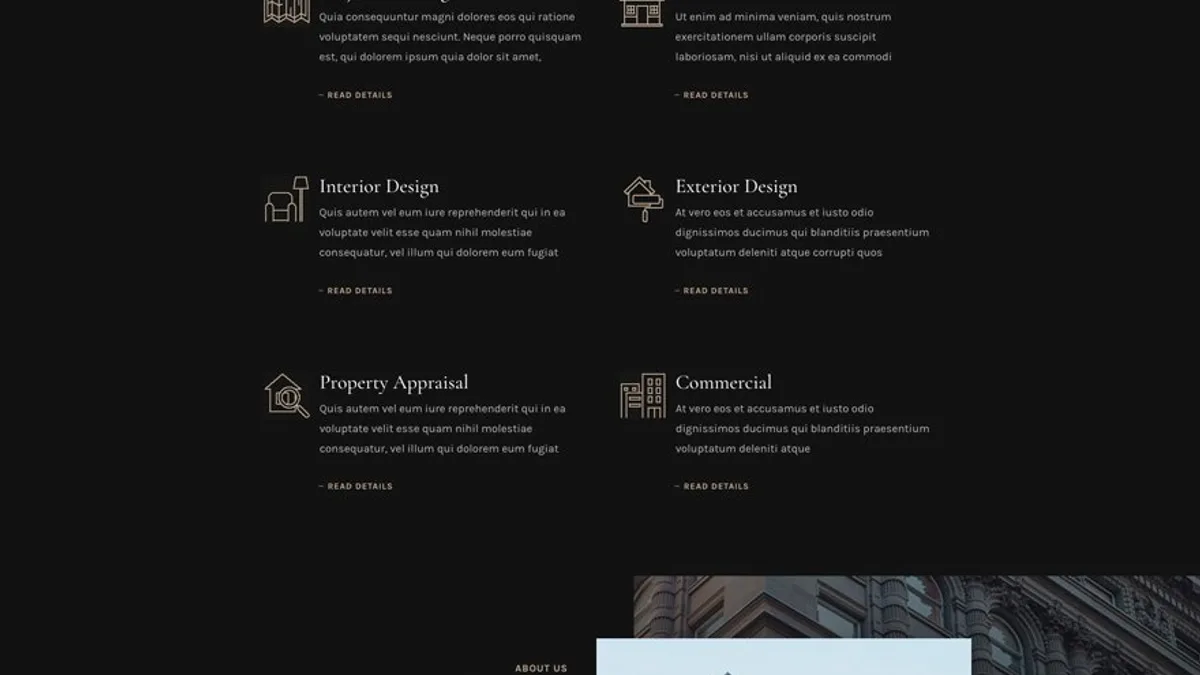 Quia consequuntur magni dolores eos qui ratione
voluptatem sequi nesciunt. Neque porro quisquam
est, qui dolorem ipsum quia dolor sit amet,
– READ DETAILS
Ut enim ad minima veniam, quis nostrum
exercitationem ullam corporis suscipit
laboriosam, nisi ut aliquid ex ea commodi
– READ DETAILS
Interior Design
Quis autem vel eum iure reprehenderit qui in ea
voluptate velit esse quam nihil molestiae
consequatur, vel illum qui dolorem eum fugiat
– READ DETAILS
Exterior Design
At vero eos et accusamus et iusto odio
dignissimos ducimus qui blanditiis praesentium
voluptatum deleniti atque corrupti quos
– READ DETAILS
Property Appraisal
Quis autem vel eum iure reprehenderit qui in ea
voluptate velit esse quam nihil molestiae
consequatur, vel illum qui dolorem eum fugiat
– READ DETAILS
Commercial
At vero eos et accusamus et iusto odio
dignissimos ducimus qui blanditiis praesentium
voluptatum deleniti atque
– READ DETAILS
ABOUT US